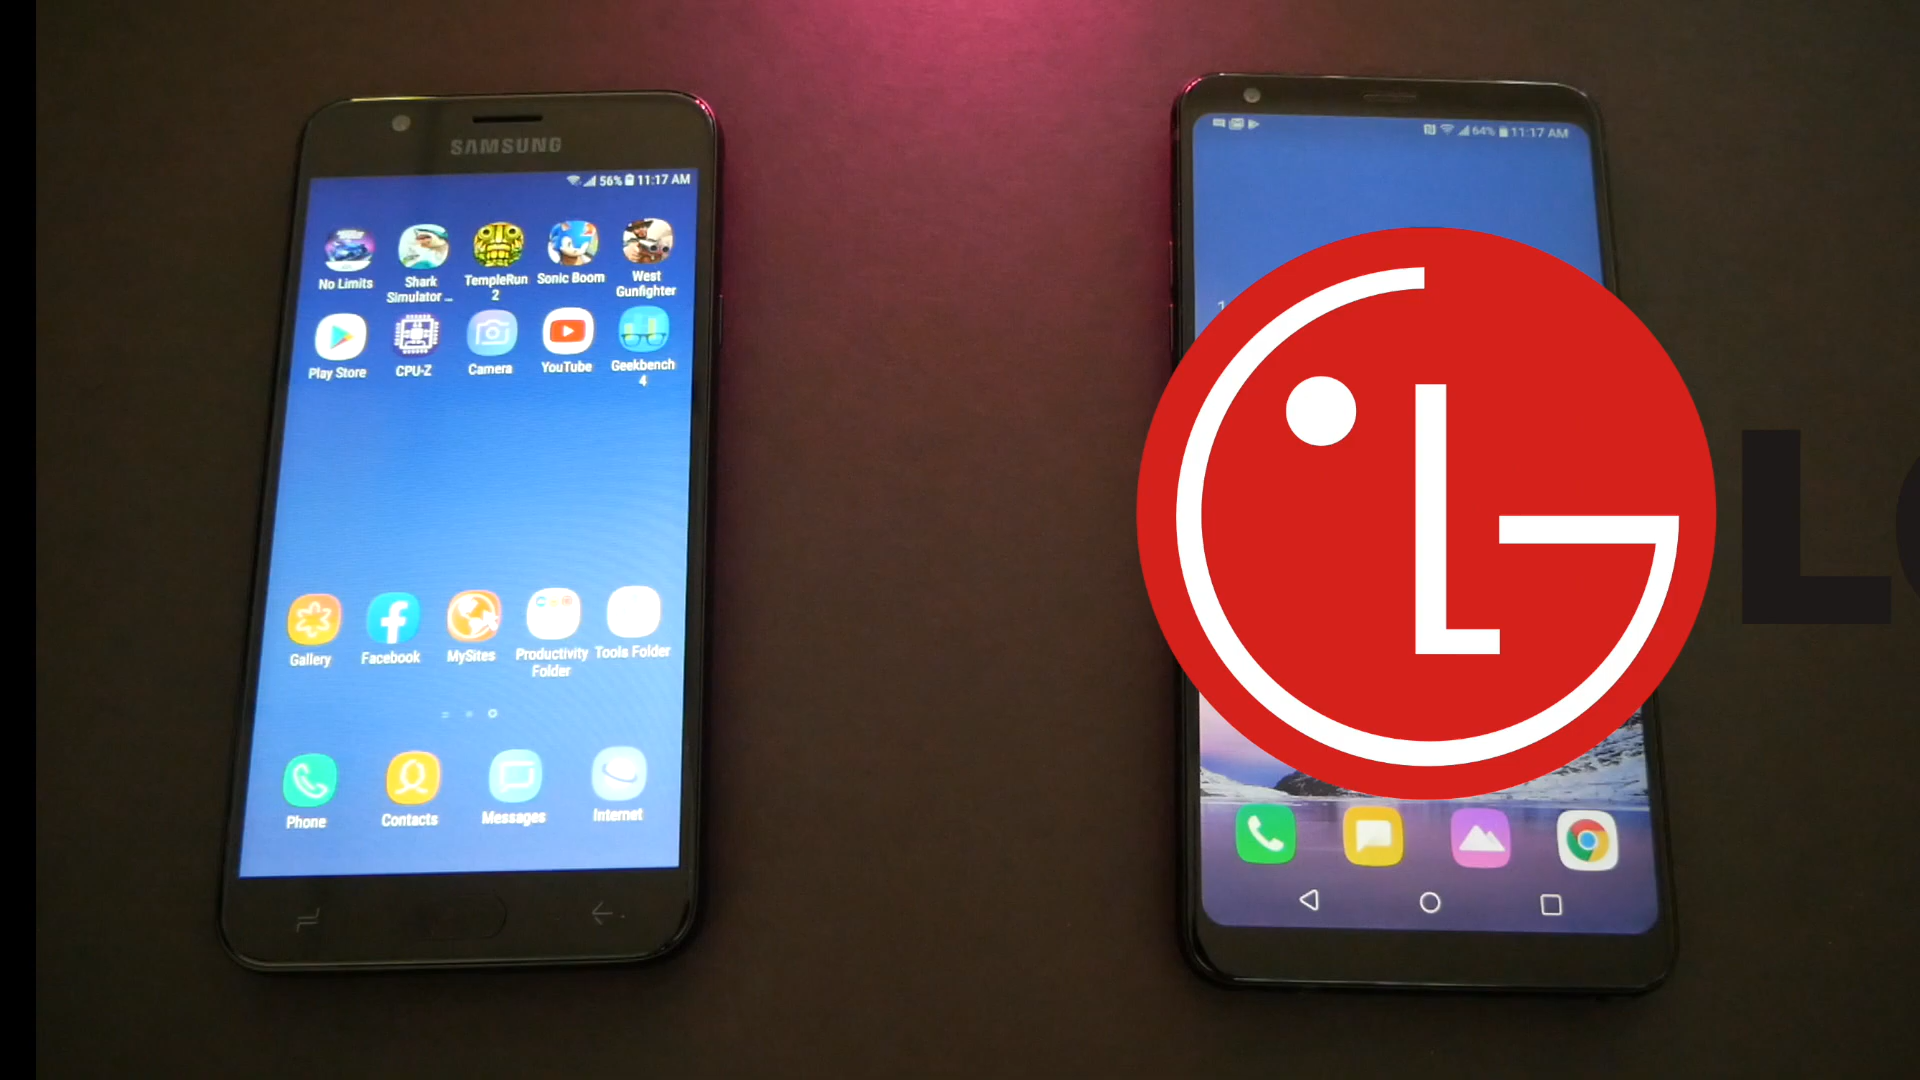 SAMSUNG
56% 11:17 AM
No Limits
Shark Simulator ...
TempleRun 2
Sonic Boom
West Gunfighter
Play Store
CPU-Z
Camera
YouTube
Geekbench 4
Gallery
Facebook
MySites
Productivity Folder
Tools Folder
Phone
Contacts
Messages
Internet
64% 11:17 AM
LG
L